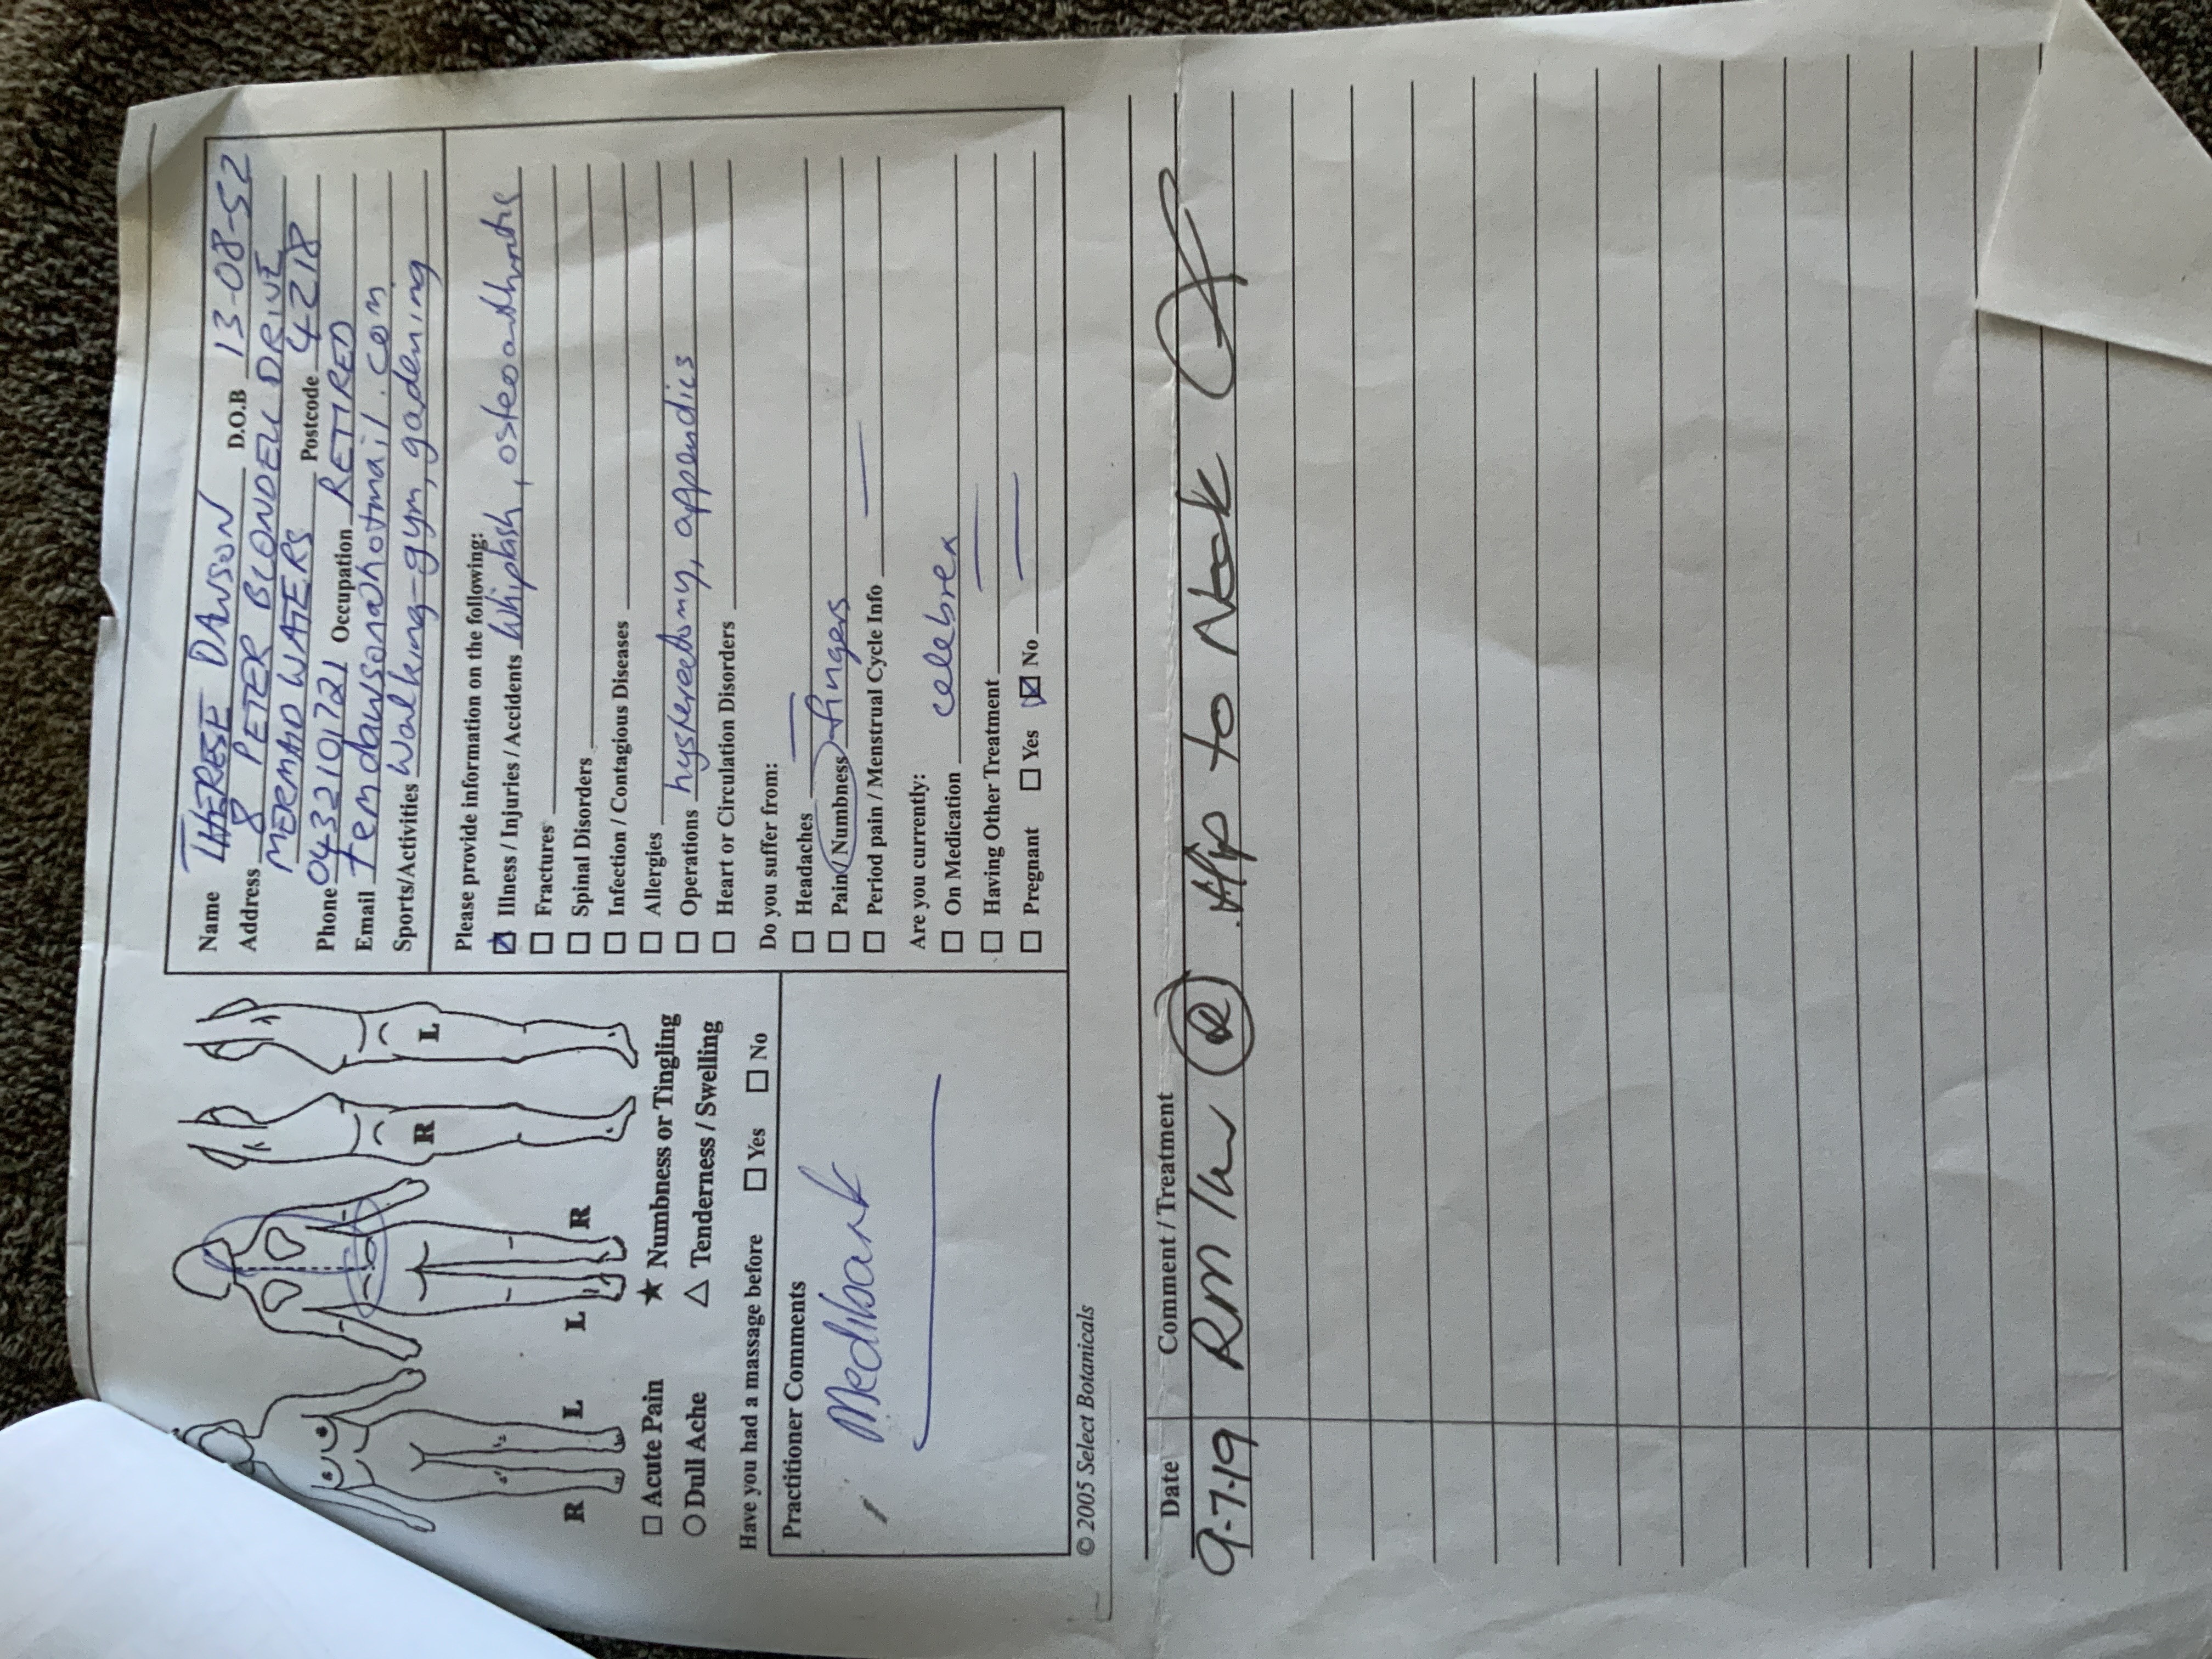 Name THERESE DAWSON D.O.B 13-08-52
Address 8 PETER BLONDELL DRIVE
MERMAID WATERS Postcode 4218
Phone 0432101721 Occupation RETIRED
Email temdawson@hotmail.com
Sports/Activities Walking-gym, gadening
Please provide information on the following:
Illness / Injuries / Accidents Whiplash, osteoarthritis
Fractures
Spinal Disorders
Infection / Contagious Diseases
Allergies
Operations hystereectomy, appendics
Heart or Circulation Disorders
Do you suffer from:
Headaches —
Pain / Numbness fingers
Period pain / Menstrual Cycle Info —
Are you currently:
On Medication celebrex
Having Other Treatment —
Pregnant Yes No —
R L L R R L
Acute Pain ★ Numbness or Tingling
Dull Ache △ Tenderness / Swelling
Have you had a massage before Yes No
Practitioner Comments
Medibank
© 2005 Select Botanicals
Date Comment / Treatment
9-7-19 Rm R Hip to Neck